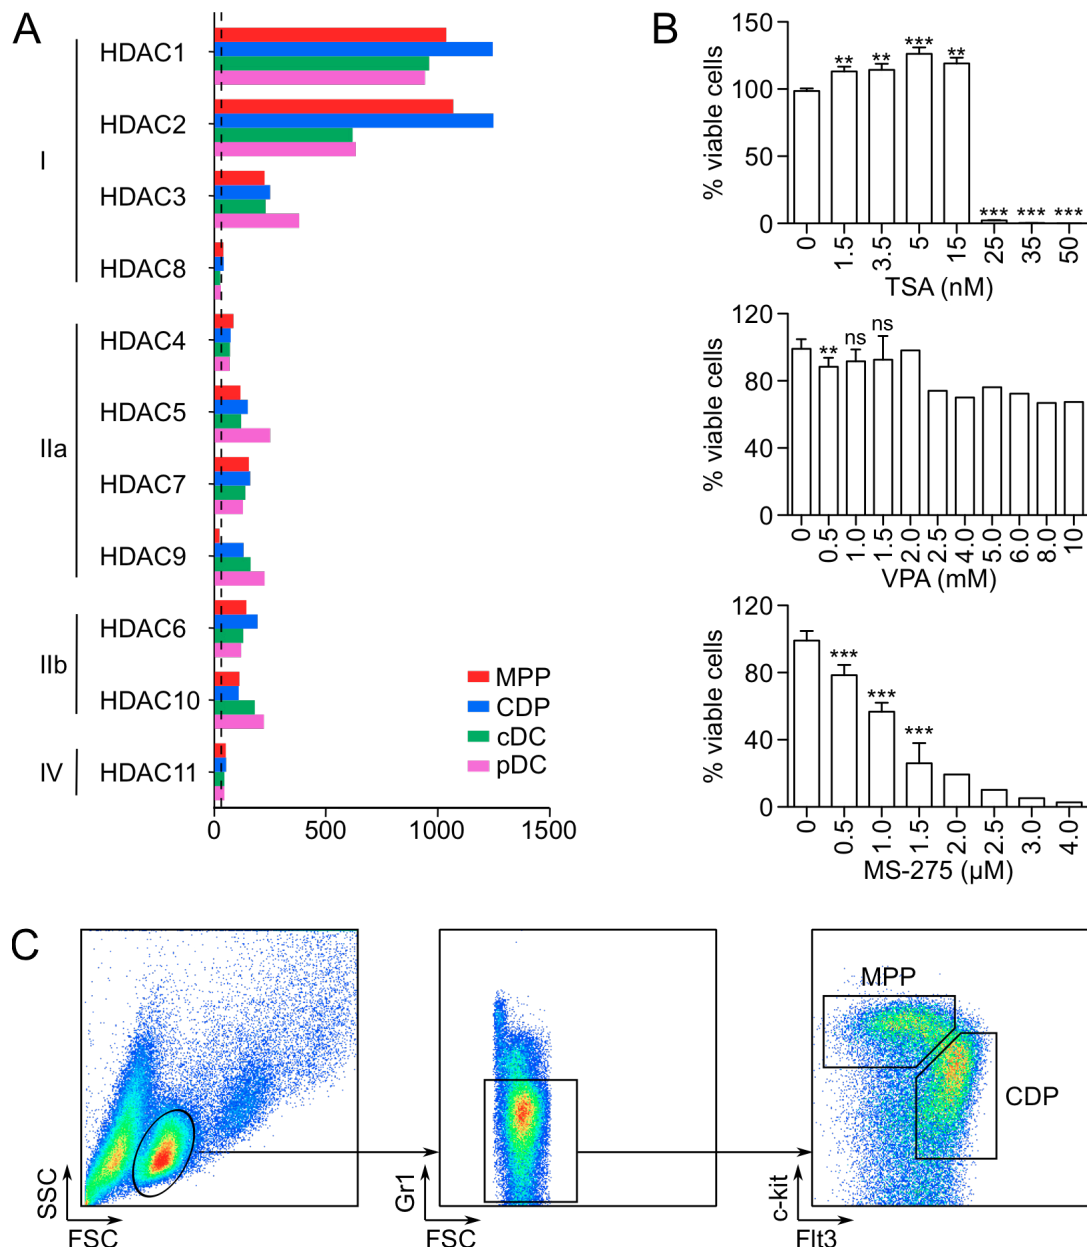 A
I
HDAC1
HDAC2
HDAC3
HDAC8
IIa
HDAC4
HDAC5
HDAC7
HDAC9
IIb
HDAC6
HDAC10
IV
HDAC11
MPP
CDP
cDC
pDC
0 500 1000 1500
B
% viable cells
150
100
50
0
** ** *** ** *** *** ***
0 1.5 3.5 5 15 25 35 50
TSA (nM)
% viable cells
120
80
40
0
** ns ns
0 0.5 1.0 1.5 2.0 2.5 4.0 5.0 6.0 8.0 10
VPA (mM)
% viable cells
120
80
40
0
*** *** ***
0 0.5 1.0 1.5 2.0 2.5 3.0 4.0
MS-275 (µM)
C
SSC
FSC
Gr1
FSC
MPP
CDP
c-kit
Flt3